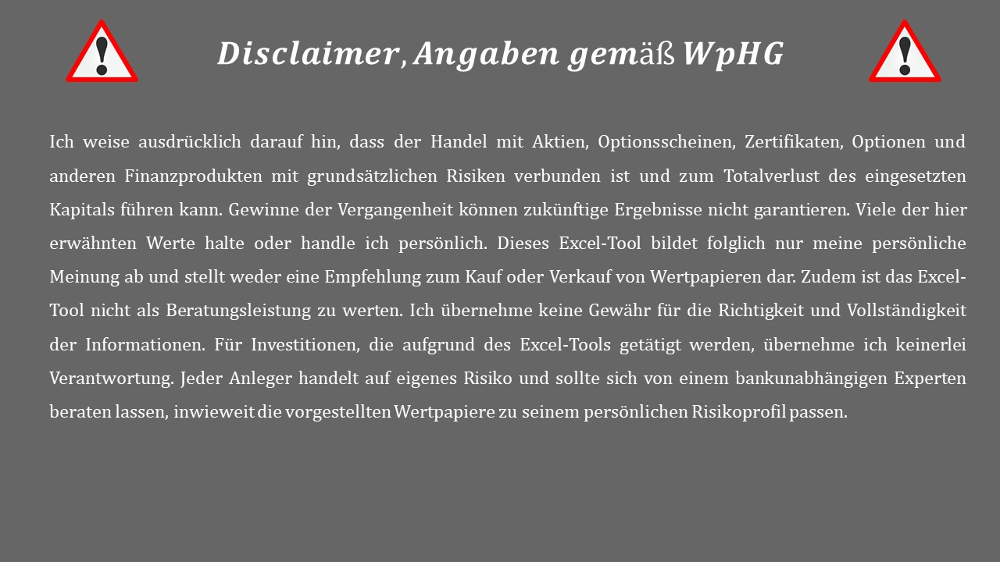 Disclaimer, Angaben gemäß WpHG
Ich weise ausdrücklich darauf hin, dass der Handel mit Aktien, Optionsscheinen, Zertifikaten, Optionen und
anderen Finanzprodukten mit grundsätzlichen Risiken verbunden ist und zum Totalverlust des eingesetzten
Kapitals führen kann. Gewinne der Vergangenheit können zukünftige Ergebnisse nicht garantieren. Viele der hier
erwähnten Werte halte oder handle ich persönlich. Dieses Excel-Tool bildet folglich nur meine persönliche
Meinung ab und stellt weder eine Empfehlung zum Kauf oder Verkauf von Wertpapieren dar. Zudem ist das Excel-
Tool nicht als Beratungsleistung zu werten. Ich übernehme keine Gewähr für die Richtigkeit und Vollständigkeit
der Informationen. Für Investitionen, die aufgrund des Excel-Tools getätigt werden, übernehme ich keinerlei
Verantwortung. Jeder Anleger handelt auf eigenes Risiko und sollte sich von einem bankunabhängigen Experten
beraten lassen, inwieweit die vorgestellten Wertpapiere zu seinem persönlichen Risikoprofil passen.